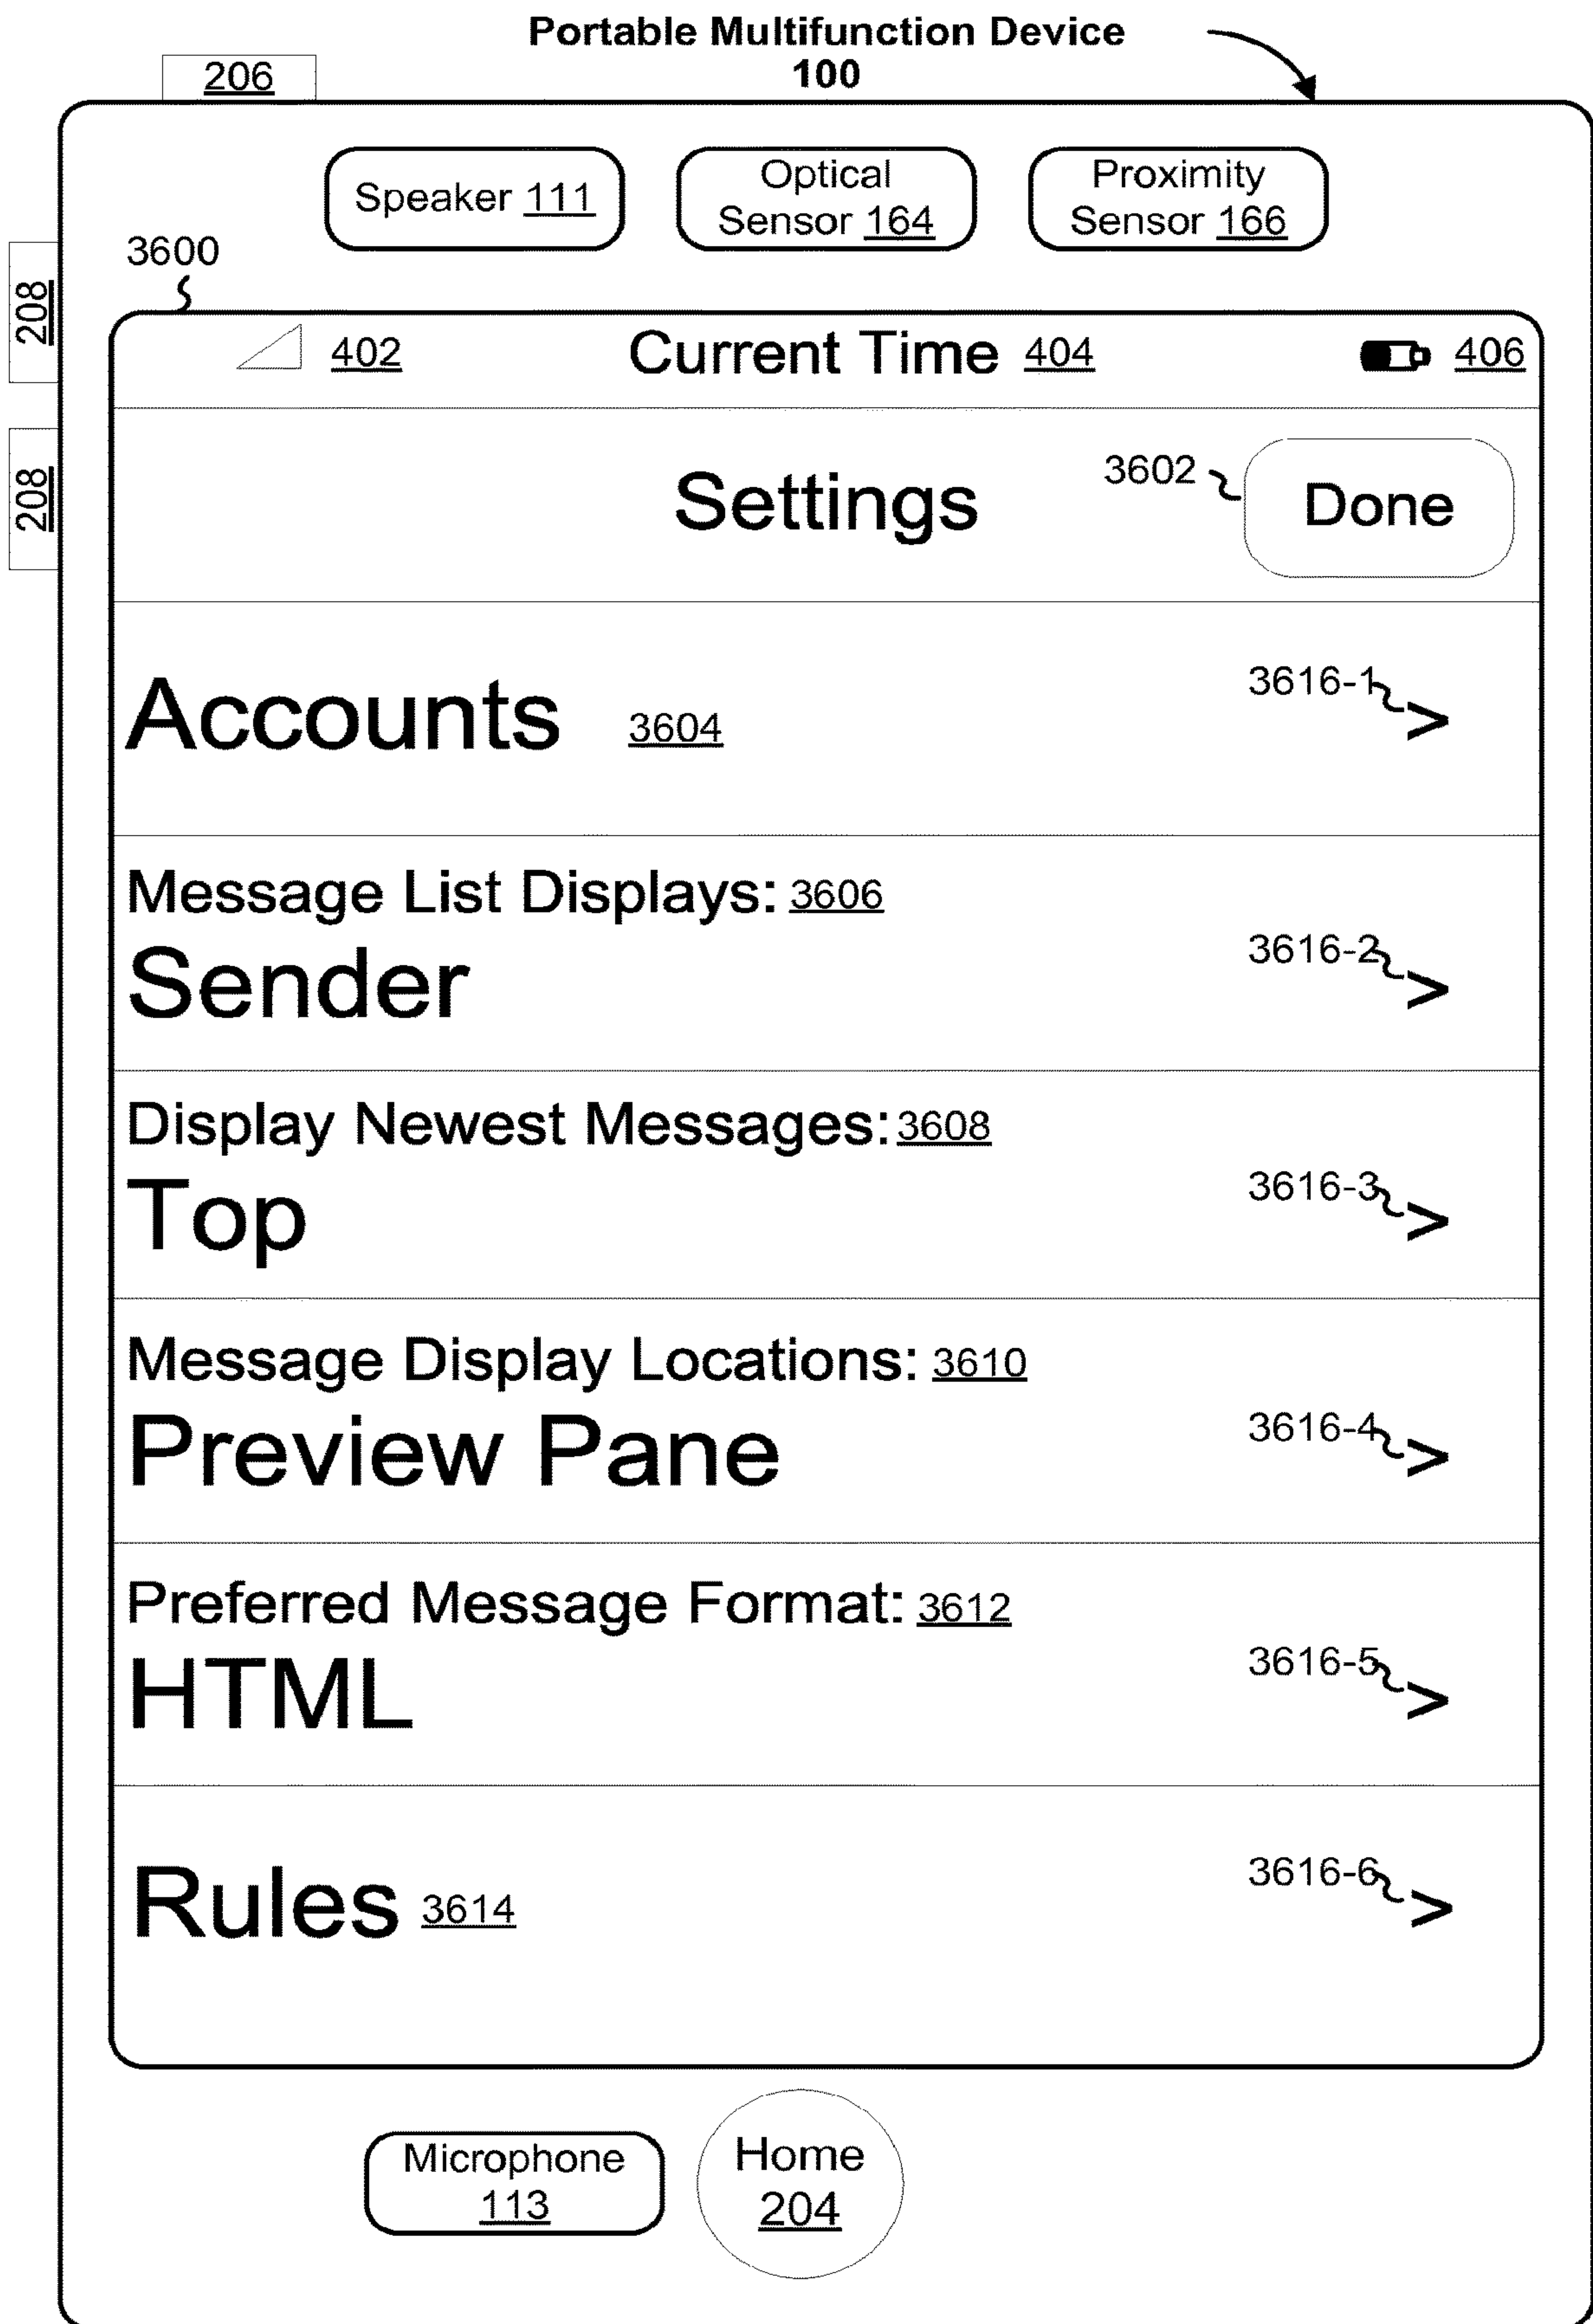 Portable Multifunction Device
100
206
Speaker 111
Optical
Sensor 164
Proximity
Sensor 166
3600
208
402
Current Time 404
406
208
Settings
3602
Done
Accounts 3604
3616-1
>
Message List Displays: 3606
Sender
3616-2
>
Display Newest Messages: 3608
Top
3616-3
>
Message Display Locations: 3610
Preview Pane
3616-4
>
Preferred Message Format: 3612
HTML
3616-5
>
Rules 3614
3616-6
>
Microphone
113
Home
204